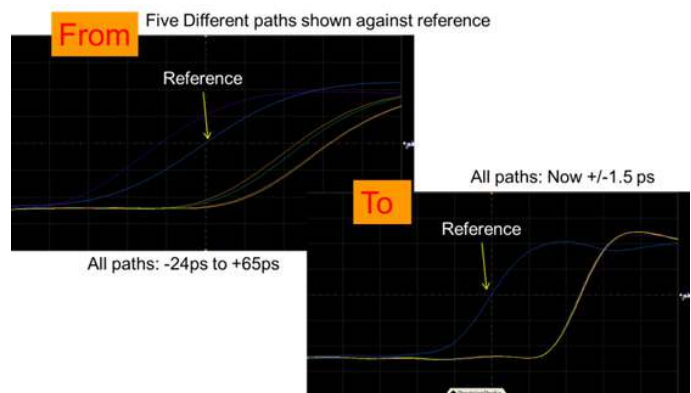 Five Different paths shown against reference
From
Reference
All paths: Now +/-1.5 ps
To
Reference
All paths: -24ps to +65ps